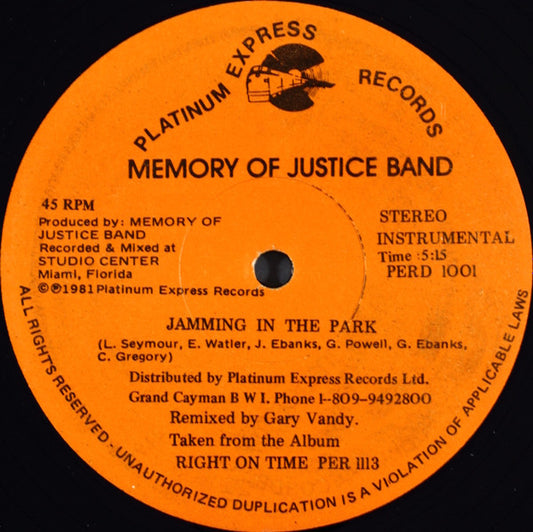 PLATINUM EXPRESS RECORDS
MEMORY OF JUSTICE BAND
45 RPM
Produced by: MEMORY OF
JUSTICE BAND
Recorded & Mixed at
STUDIO CENTER
Miami, Florida
©℗1981 Platinum Express Records
STEREO
INSTRUMENTAL
Time :5:15
PERD 1001
JAMMING IN THE PARK
(L. Seymour, E. Watler, J. Ebanks, G. Powell, G. Ebanks,
C. Gregory)
Distributed by Platinum Express Records Ltd.
Grand Cayman B W I. Phone 1-809-9492800
Remixed by Gary Vandy.
Taken from the Album
RIGHT ON TIME PER 1113
ALL RIGHTS RESERVED - UNAUTHORIZED DUPLICATION IS A VIOLATION OF APPLICABLE LAWS